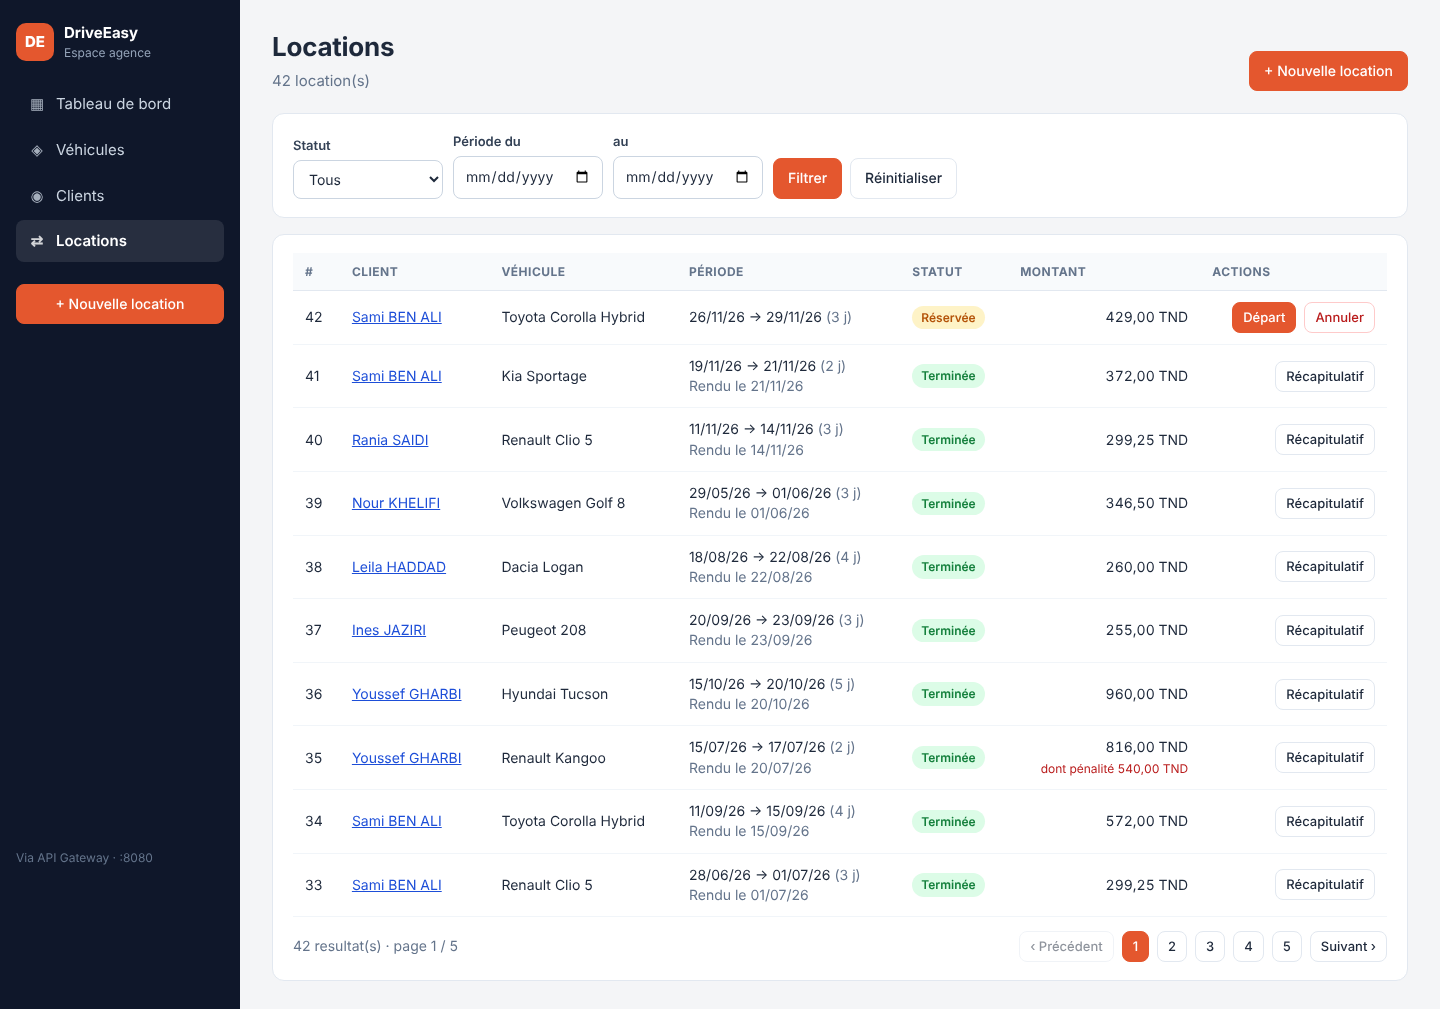 DE
DriveEasy
Espace agence
Tableau de bord
Véhicules
Clients
Locations
+ Nouvelle location
Via API Gateway · :8080
Locations
42 location(s)
+ Nouvelle location
Statut
Période du
au
Tous
mm/dd/yyyy
mm/dd/yyyy
Filtrer
Réinitialiser
# CLIENT VÉHICULE PÉRIODE STATUT MONTANT ACTIONS
42 Sami BEN ALI Toyota Corolla Hybrid 26/11/26 → 29/11/26 (3 j) Réservée 429,00 TND Départ Annuler
41 Sami BEN ALI Kia Sportage 19/11/26 → 21/11/26 (2 j) Terminée 372,00 TND Récapitulatif
Rendu le 21/11/26
40 Rania SAIDI Renault Clio 5 11/11/26 → 14/11/26 (3 j) Terminée 299,25 TND Récapitulatif
Rendu le 14/11/26
39 Nour KHELIFI Volkswagen Golf 8 29/05/26 → 01/06/26 (3 j) Terminée 346,50 TND Récapitulatif
Rendu le 01/06/26
38 Leila HADDAD Dacia Logan 18/08/26 → 22/08/26 (4 j) Terminée 260,00 TND Récapitulatif
Rendu le 22/08/26
37 Ines JAZIRI Peugeot 208 20/09/26 → 23/09/26 (3 j) Terminée 255,00 TND Récapitulatif
Rendu le 23/09/26
36 Youssef GHARBI Hyundai Tucson 15/10/26 → 20/10/26 (5 j) Terminée 960,00 TND Récapitulatif
Rendu le 20/10/26
35 Youssef GHARBI Renault Kangoo 15/07/26 → 17/07/26 (2 j) Terminée 816,00 TND Récapitulatif
Rendu le 20/07/26 dont pénalité 540,00 TND
34 Sami BEN ALI Toyota Corolla Hybrid 11/09/26 → 15/09/26 (4 j) Terminée 572,00 TND Récapitulatif
Rendu le 15/09/26
33 Sami BEN ALI Renault Clio 5 28/06/26 → 01/07/26 (3 j) Terminée 299,25 TND Récapitulatif
Rendu le 01/07/26
42 resultat(s) · page 1 / 5
‹ Précédent 1 2 3 4 5 Suivant ›